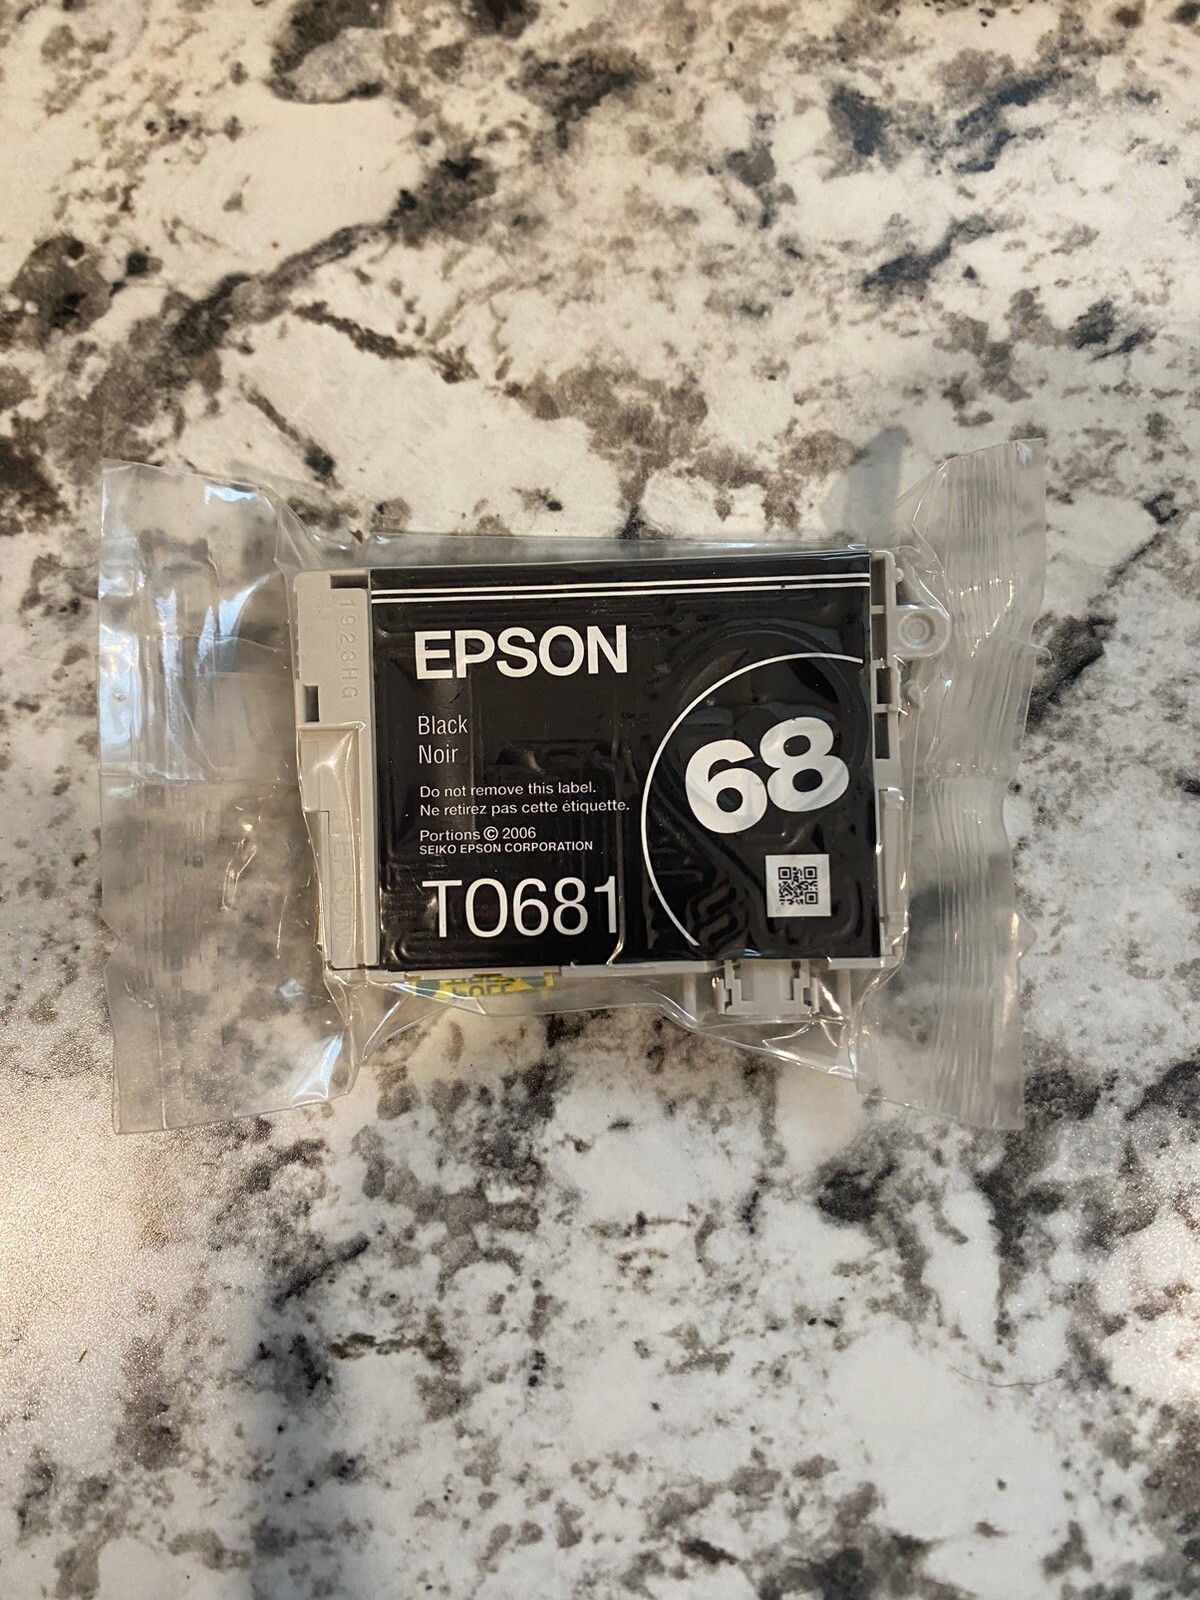 EPSON
Black
Noir
Do not remove this label.
Ne retirez pas cette étiquette.
Portions © 2006
SEIKO EPSON CORPORATION
T0681
68
1923HG